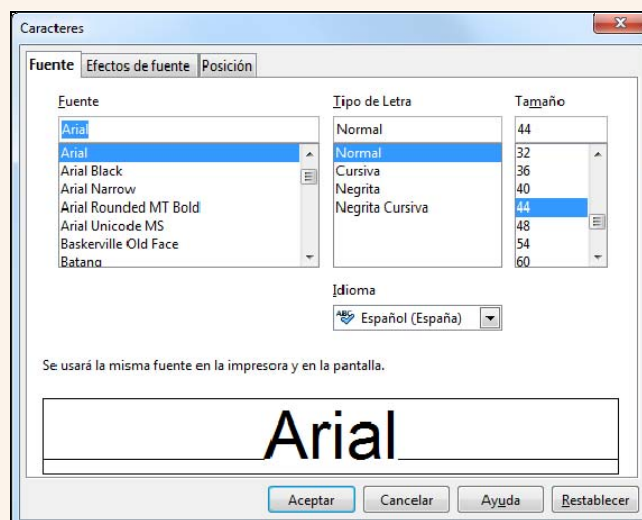 Caracteres
Fuente Efectos de fuente Posición
Fuente Tipo de Letra Tamaño
Arial Normal 44
Arial Normal 32
Arial Black Cursiva 36
Arial Narrow Negrita 40
Arial Rounded MT Bold Negrita Cursiva 44
Arial Unicode MS 48
Baskerville Old Face 54
Batang 60
Idioma
ABC Español (España)
Se usará la misma fuente en la impresora y en la pantalla.
Arial
Aceptar Cancelar Ayuda Restablecer